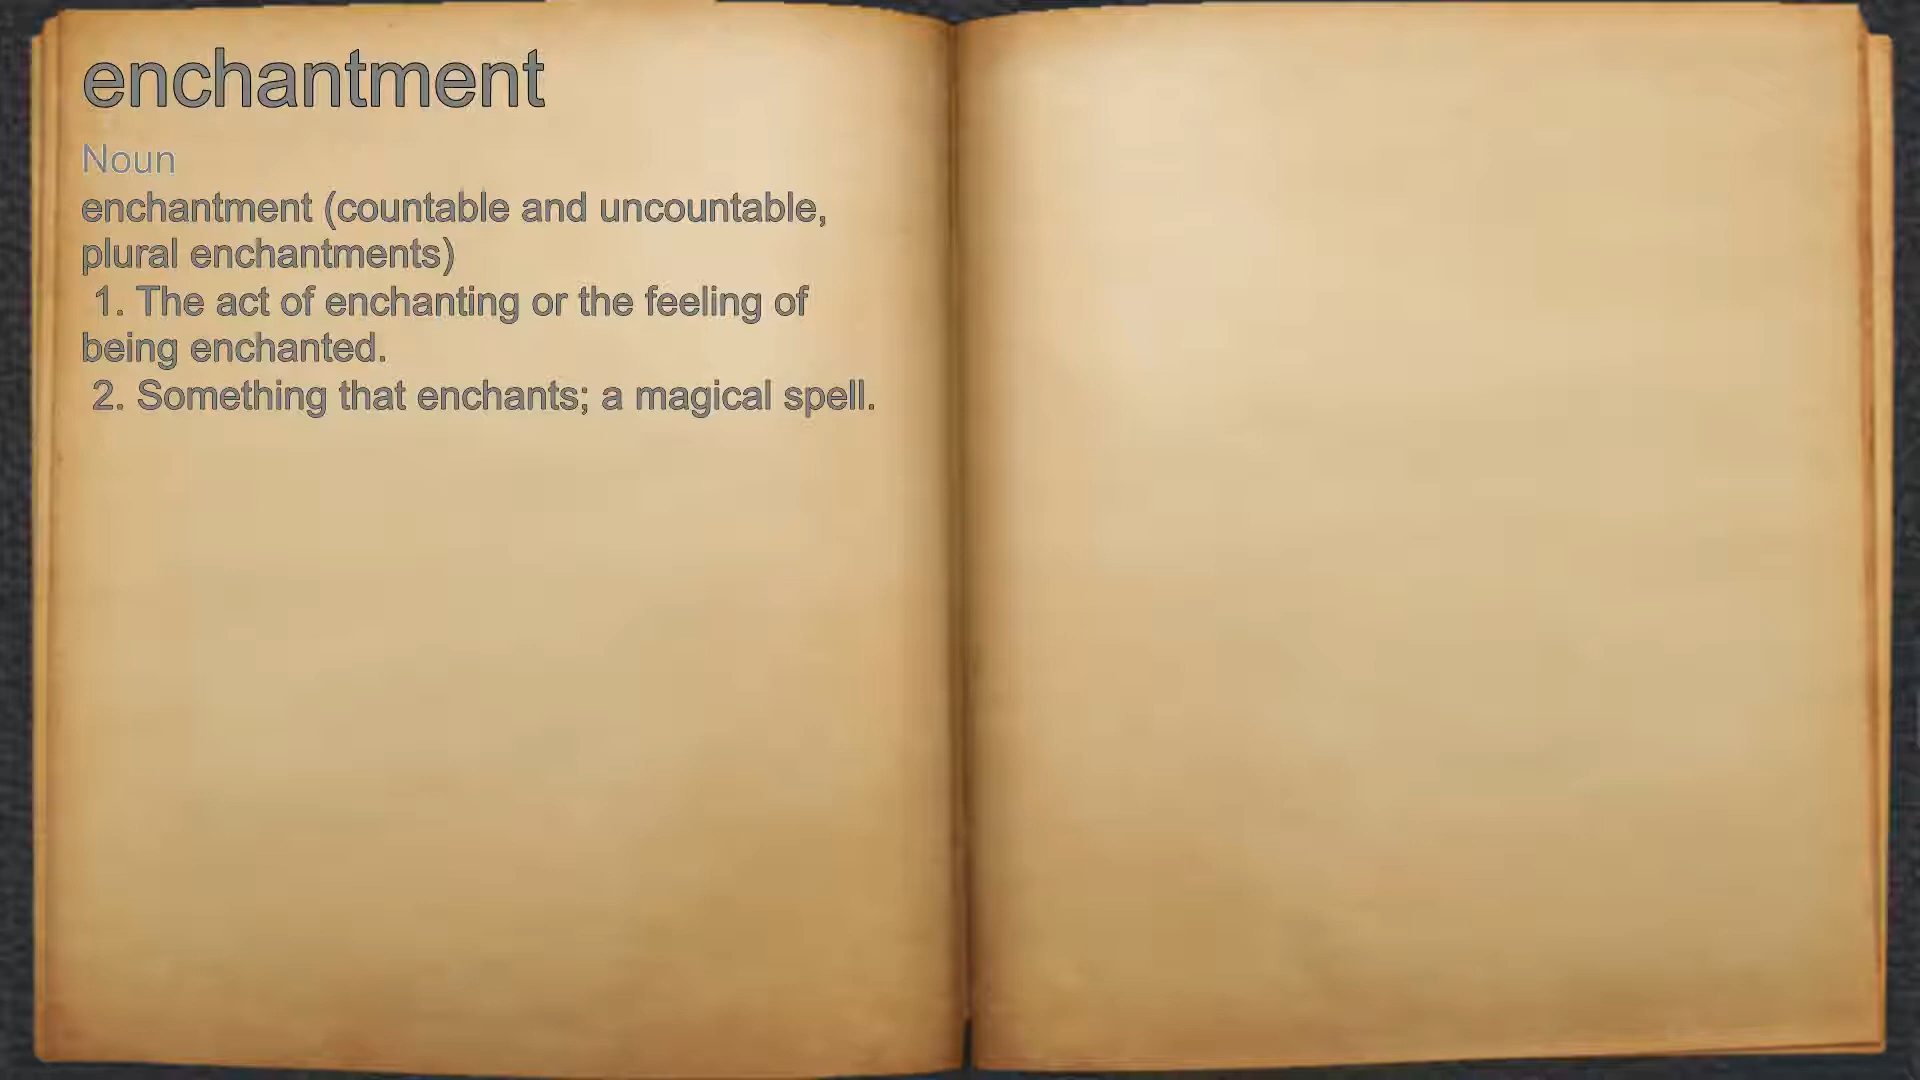 enchantment
Noun
enchantment (countable and uncountable,
plural enchantments)
1. The act of enchanting or the feeling of
being enchanted.
2. Something that enchants; a magical spell.